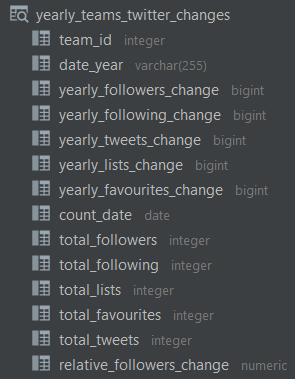 yearly_teams_twitter_changes
team_id integer
date_year varchar(255)
yearly_followers_change bigint
yearly_following_change bigint
yearly_tweets_change bigint
yearly_lists_change bigint
yearly_favourites_change bigint
count_date date
total_followers integer
total_following integer
total_lists integer
total_favourites integer
total_tweets integer
relative_followers_change numeric